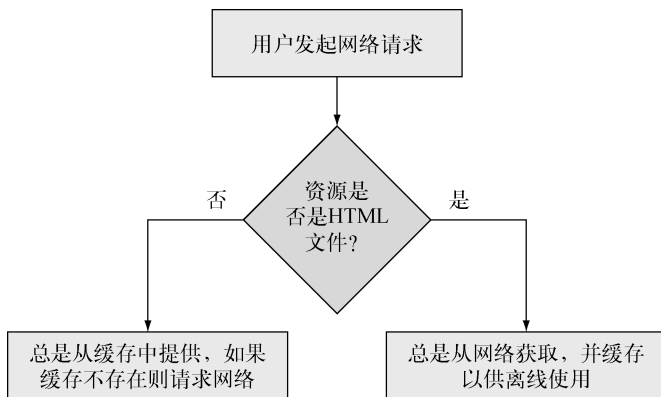 用户发起网络请求
资源是
否是HTML
文件?
否
是
总是从缓存中提供，如果
缓存不存在则请求网络
总是从网络获取，并缓存
以供离线使用